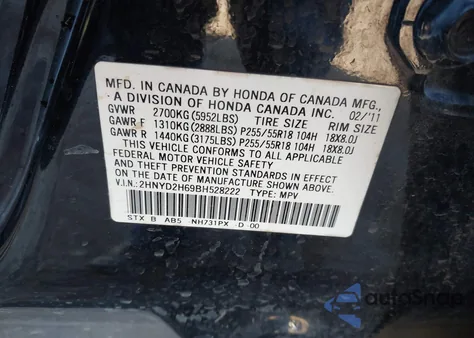 MFD. IN CANADA BY HONDA OF CANADA MFG.,
A DIVISION OF HONDA CANADA INC. 02/'11
GVWR 2700KG (5952LBS) TIRE SIZE RIM SIZE
GAWR F 1310KG (2888LBS) P255/55R18 104H 18X8.0J
GAWR R 1440KG (3175LBS) P255/55R18 104H 18X8.0J
THIS VEHICLE CONFORMS TO ALL APPLICABLE
FEDERAL MOTOR VEHICLE SAFETY AND
THEFT PREVENTION STANDARDS IN EFFECT ON THE
DATE OF MANUFACTURE SHOWN ABOVE.
V.I.N.: 2HNYD2H69BH528222 TYPE: MPV
STX B AB5 NH731PX -D -00
autoSnap